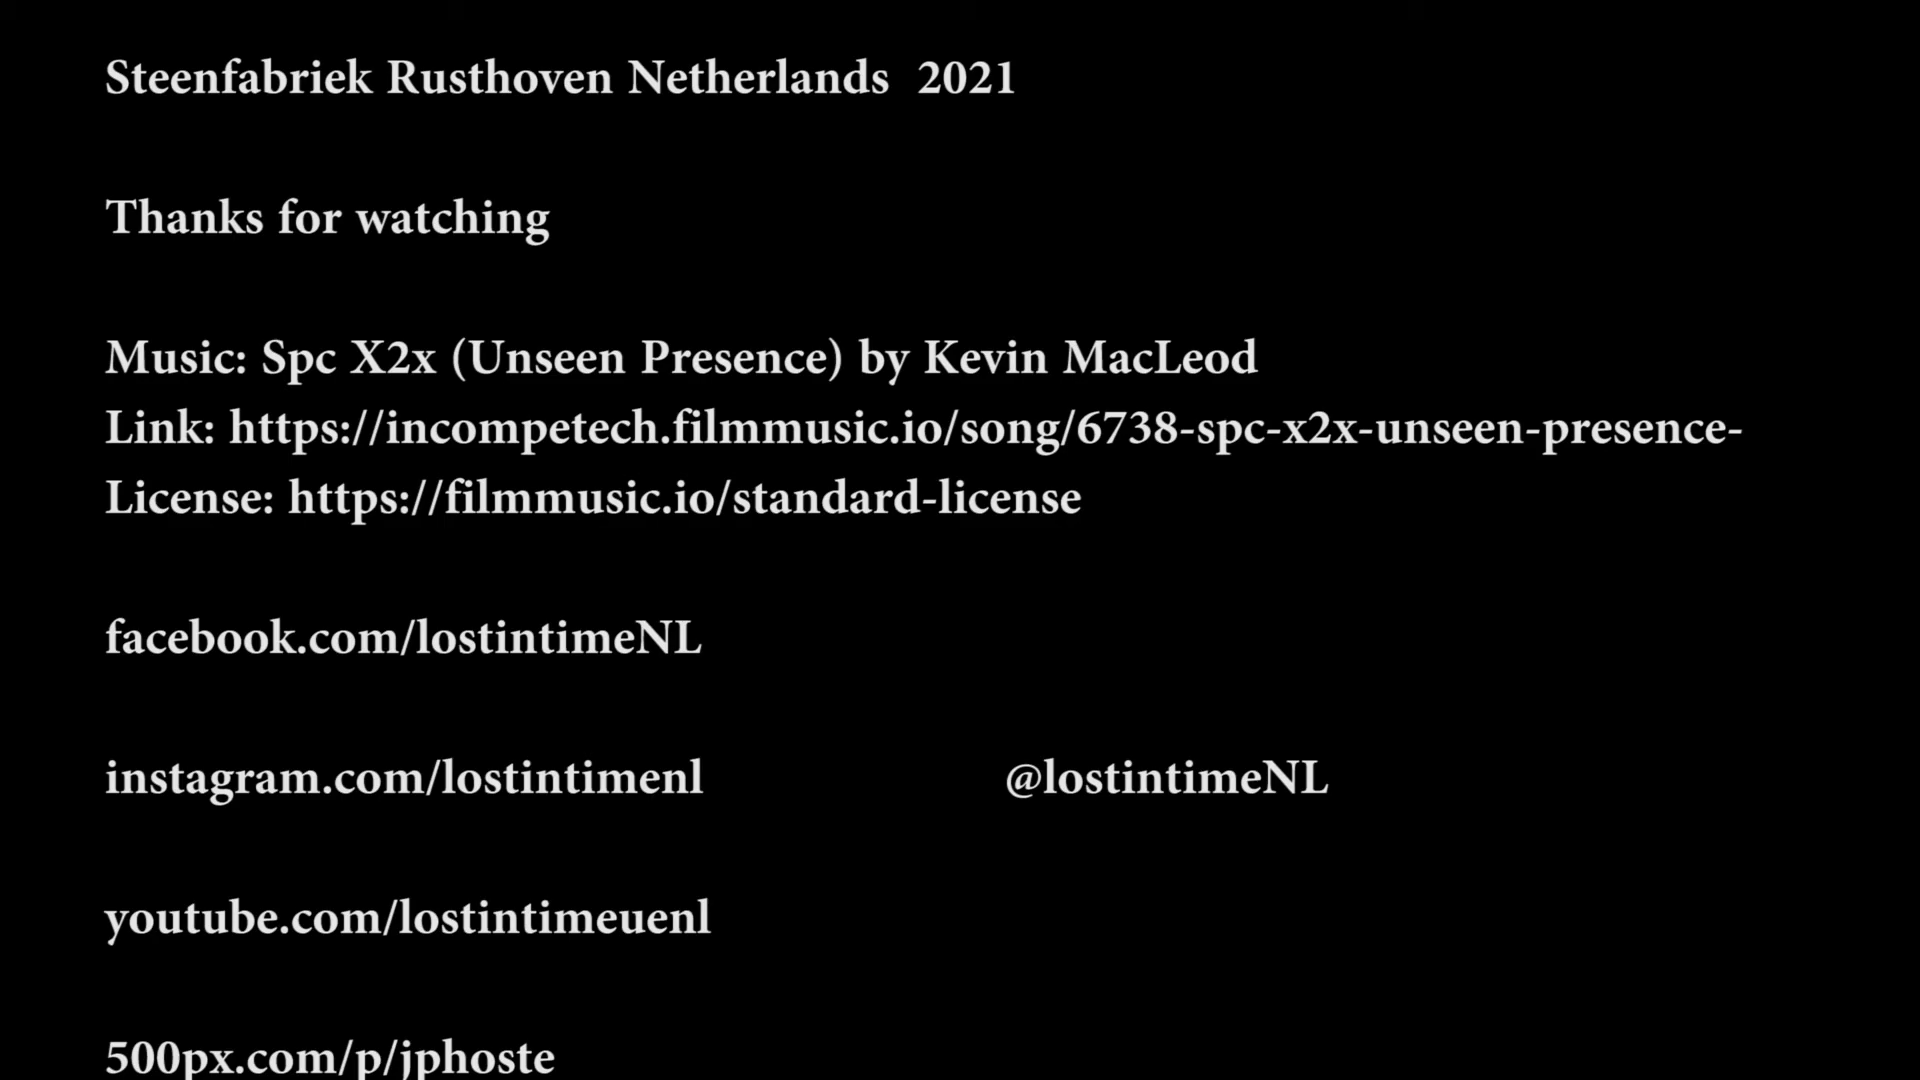 Steenfabriek Rusthoven Netherlands  2021
Thanks for watching
Music: Spc X2x (Unseen Presence) by Kevin MacLeod
Link: https://incompetech.filmmusic.io/song/6738-spc-x2x-unseen-presence-
License: https://filmmusic.io/standard-license
facebook.com/lostintimeNL
instagram.com/lostintimenl @lostintimeNL
youtube.com/lostintimeuenl
500px.com/p/jphoste